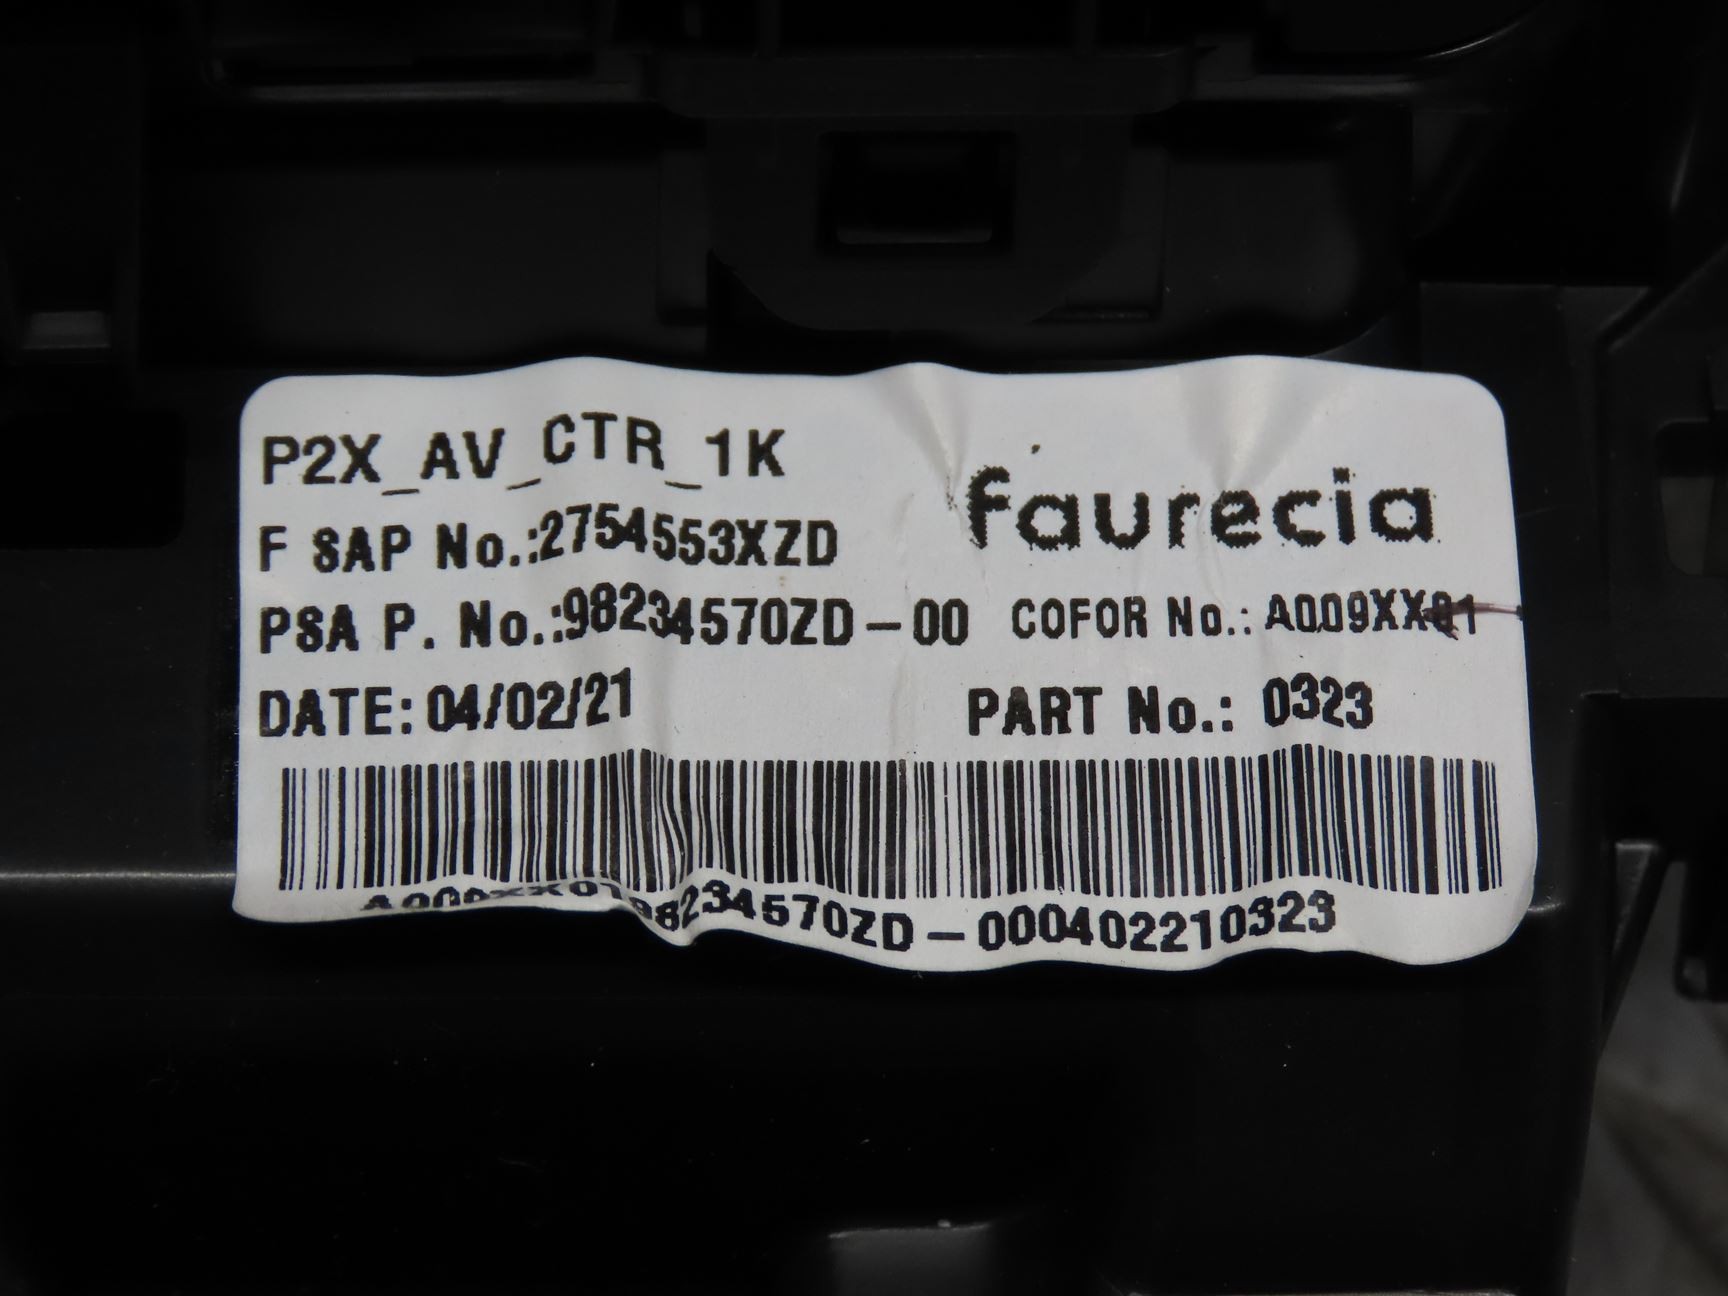 P2X_AV_CTR_1K
faurecia
F SAP No.:2754553XZD
PSA P. No.:98234570ZD-00 COFOR No.: A009XX01
DATE: 04/02/21 PART No.: 0323
A009XX0198234570ZD-000402210323